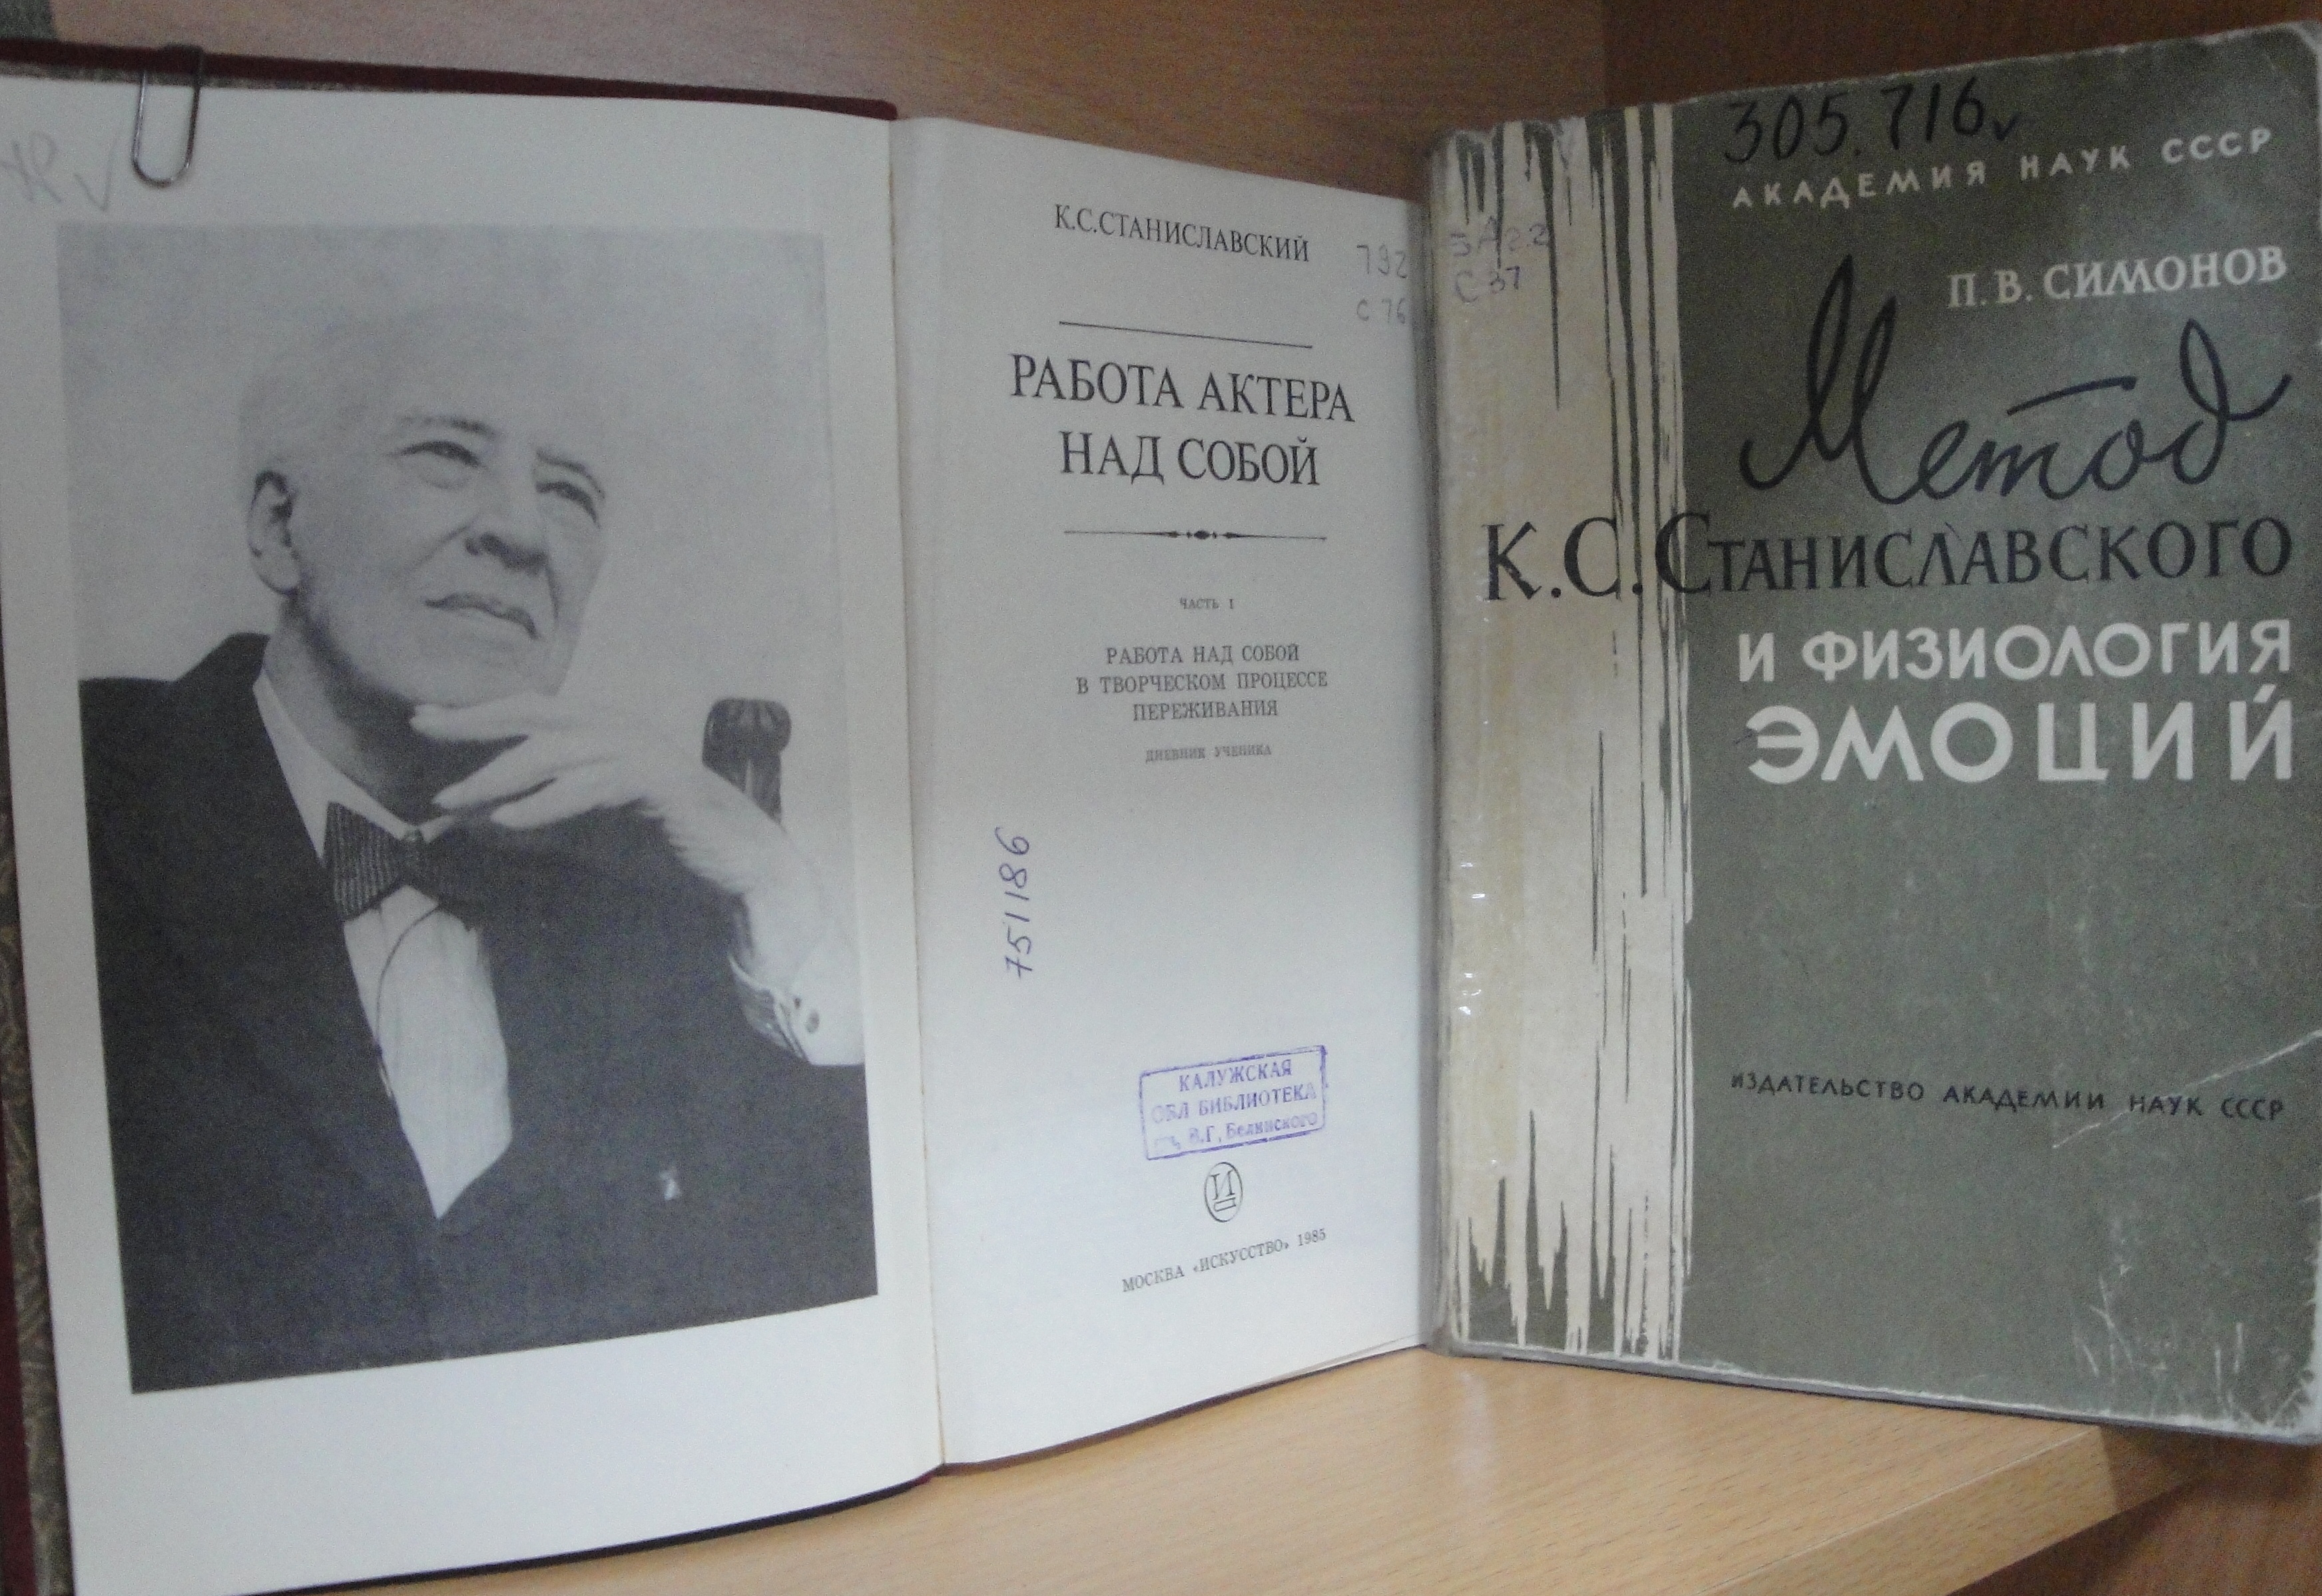 К.С.СТАНИСЛАВСКИЙ
792
С 76
РАБОТА АКТЕРА
НАД СОБОЙ
ЧАСТЬ I
РАБОТА НАД СОБОЙ
В ТВОРЧЕСКОМ ПРОЦЕССЕ
ПЕРЕЖИВАНИЯ
ДНЕВНИК УЧЕНИКА
751186
КАЛУЖСКАЯ
ОБЛ БИБЛИОТЕКА
В.Г. Белинского
И
МОСКВА «ИСКУССТВО» 1985
305.716
АКАДЕМИЯ НАУК СССР
С 37
П. В. СИМОНОВ
Метод
К.С. Станиславского
И ФИЗИОЛОГИЯ
ЭМОЦИЙ
ИЗДАТЕЛЬСТВО АКАДЕМИИ НАУК СССР